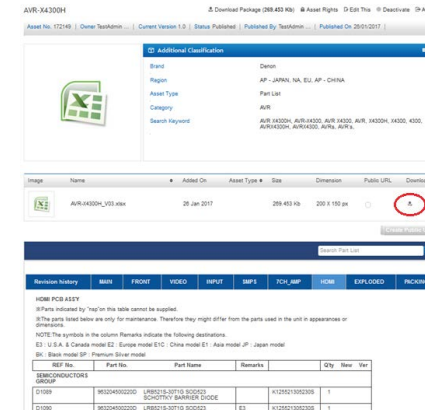 AVR-X4300H
Download Package (269.453 Kb) Asset Rights Edit This Deactivate
Asset No. 172149 | Owner TestAdmin ... | Current Version 1.0 | Status Published | Published By TestAdmin ... | Published On 26/01/2017 |
Additional Classification
Brand Denon
Region AP - JAPAN, NA, EU, AP - CHINA
Asset Type Part List
Category AVR
Search Keyword AVR X4300H, AVR-X4300, AVR X4300, AVR, X4300H, X4300, 4300,
AVRX4300H, AVRX4300, AVRs, AVR's.
Image Name Added On Asset Type Size Dimension Public URL Downlo
AVR-X4300H_V03.xlsx 26 Jan 2017 269.453 Kb 200 X 150 px
Create Public U
Search Part List
Revision history MAIN FRONT VIDEO INPUT SMPS 7CH_AMP HDMI EXPLODED PACKIN
HDMI PCB ASSY
※Parts indicated by "nsp"on this table cannot be supplied.
※The parts listed below are only for maintenance. Therefore they might differ from the parts used in the unit in appearances or
dimensions.
NOTE:The symbols in the column Remarks indicate the following destinations.
E3 : U.S.A. & Canada model E2 : Europe model E1C : China model E1 : Asia model JP : Japan model
BK : Black model SP : Premium Silver model
REF No. Part No. Part Name Remarks Q'ty New Ver
SEMICONDUCTORS
GROUP
D1089 963204500220D LRB521S-30T1G SOD523 K125521305230S 1
SCHOTTKY BARRIER DIODE
D1090 963204500220D LRB521S-30T1G SOD523 E3 K125521305230S 1